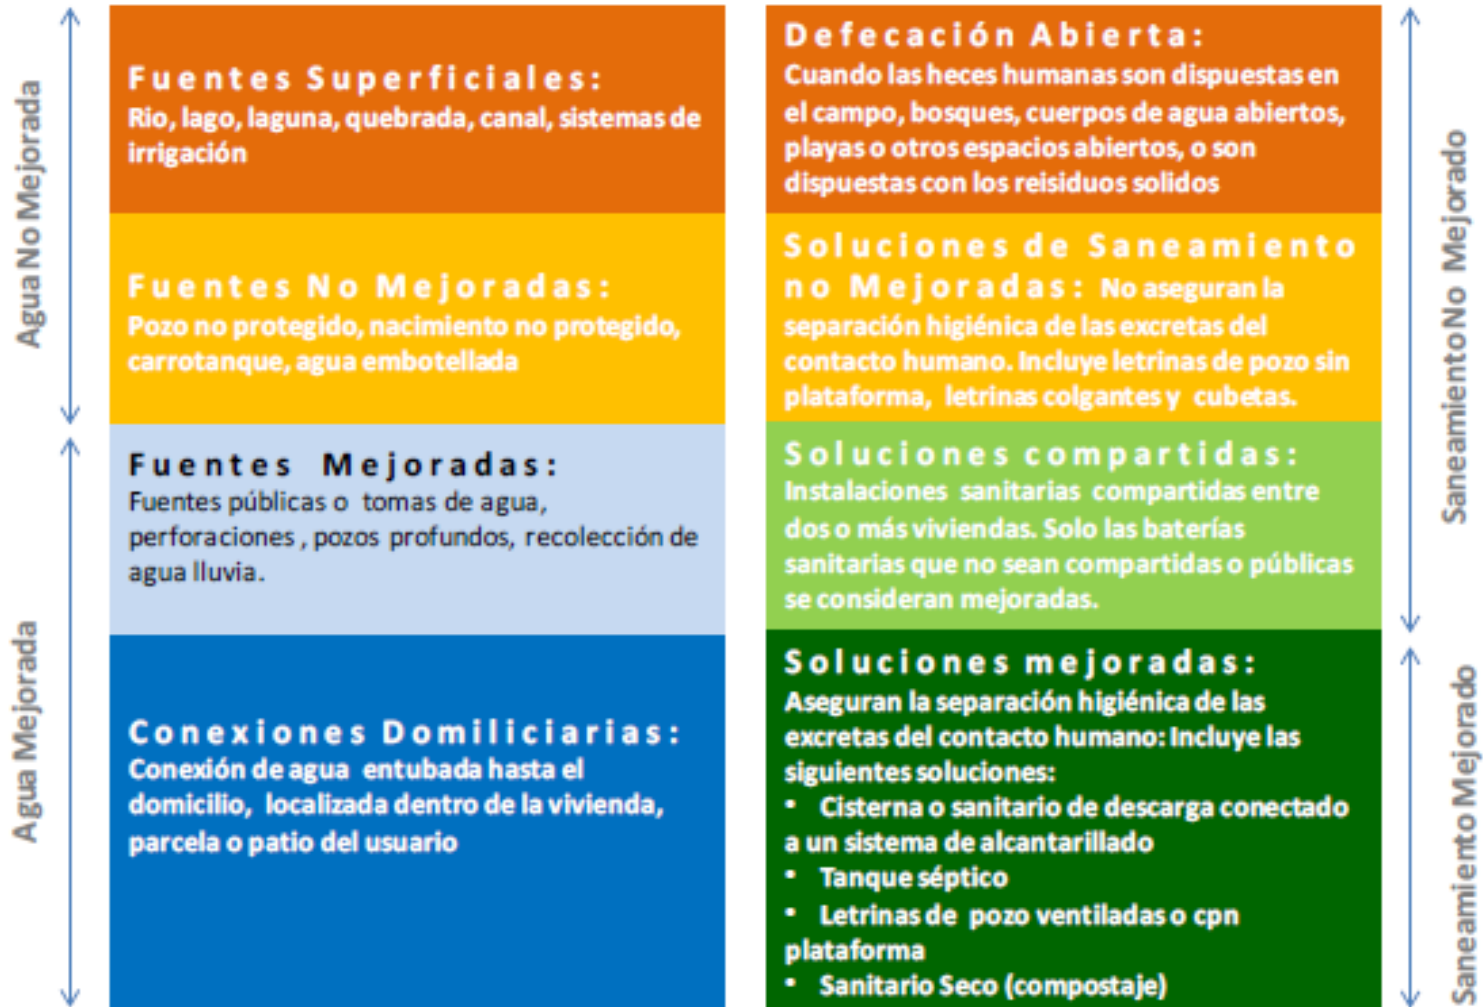 Agua No Mejorada
Fuentes Superficiales:
Rio, lago, laguna, quebrada, canal, sistemas de
irrigación
Fuentes No Mejoradas:
Pozo no protegido, nacimiento no protegido,
carrotanque, agua embotellada
Agua Mejorada
Fuentes Mejoradas:
Fuentes públicas o tomas de agua,
perforaciones , pozos profundos, recolección de
agua lluvia.
Conexiones Domiliciarias:
Conexión de agua entubada hasta el
domicilio, localizada dentro de la vivienda,
parcela o patio del usuario
Defecación Abierta:
Cuando las heces humanas son dispuestas en
el campo, bosques, cuerpos de agua abiertos,
playas o otros espacios abiertos, o son
dispuestas con los reisiduos solidos
Soluciones de Saneamiento
no Mejoradas: No aseguran la
separación higiénica de las excretas del
contacto humano. Incluye letrinas de pozo sin
plataforma, letrinas colgantes y cubetas.
Soluciones compartidas:
Instalaciones sanitarias compartidas entre
dos o más viviendas. Solo las baterías
sanitarias que no sean compartidas o públicas
se consideran mejoradas.
Saneamiento No Mejorado
Soluciones mejoradas:
Aseguran la separación higiénica de las
excretas del contacto humano: Incluye las
siguientes soluciones:
• Cisterna o sanitario de descarga conectado
a un sistema de alcantarillado
• Tanque séptico
• Letrinas de pozo ventiladas o cpn
plataforma
• Sanitario Seco (compostaje)
Saneamiento Mejorado